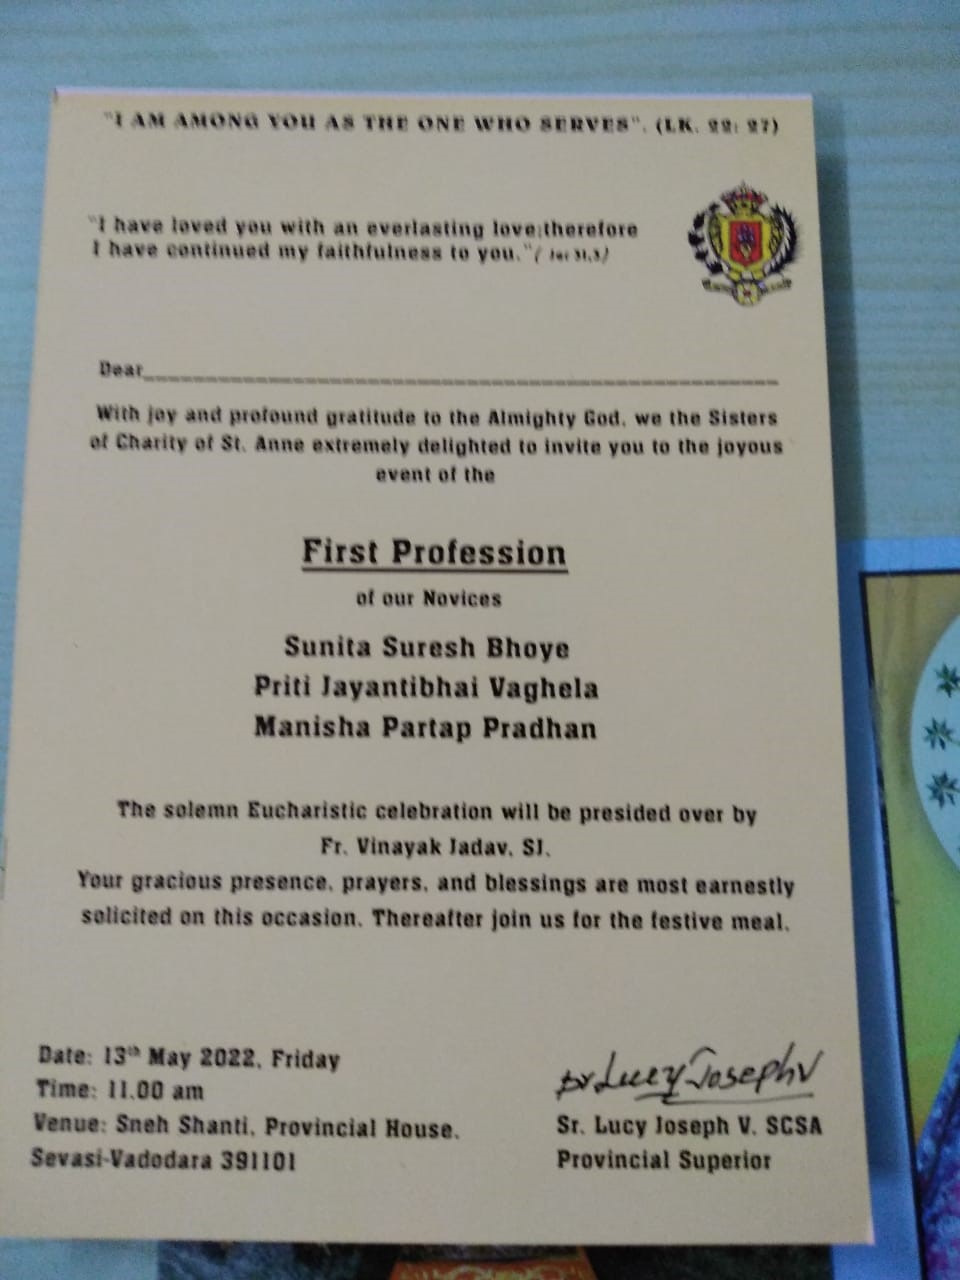 "I AM AMONG YOU AS THE ONE WHO SERVES". (LK. 22: 27)
"I have loved you with an everlasting love;therefore
I have continued my faithfulness to you."( Jer 31,3)
Dear____________________________________________
With joy and profound gratitude to the Almighty God, we the Sisters
of Charity of St. Anne extremely delighted to invite you to the joyous
event of the
First Profession
of our Novices
Sunita Suresh Bhoye
Priti Jayantibhai Vaghela
Manisha Partap Pradhan
The solemn Eucharistic celebration will be presided over by
Fr. Vinayak Jadav, SJ.
Your gracious presence, prayers, and blessings are most earnestly
solicited on this occasion. Thereafter join us for the festive meal.
Date: 13th May 2022, Friday
Time: 11.00 am
Venue: Sneh Shanti, Provincial House,
Sevasi-Vadodara 391101
Sr Lucy Joseph V
Sr. Lucy Joseph V. SCSA
Provincial Superior